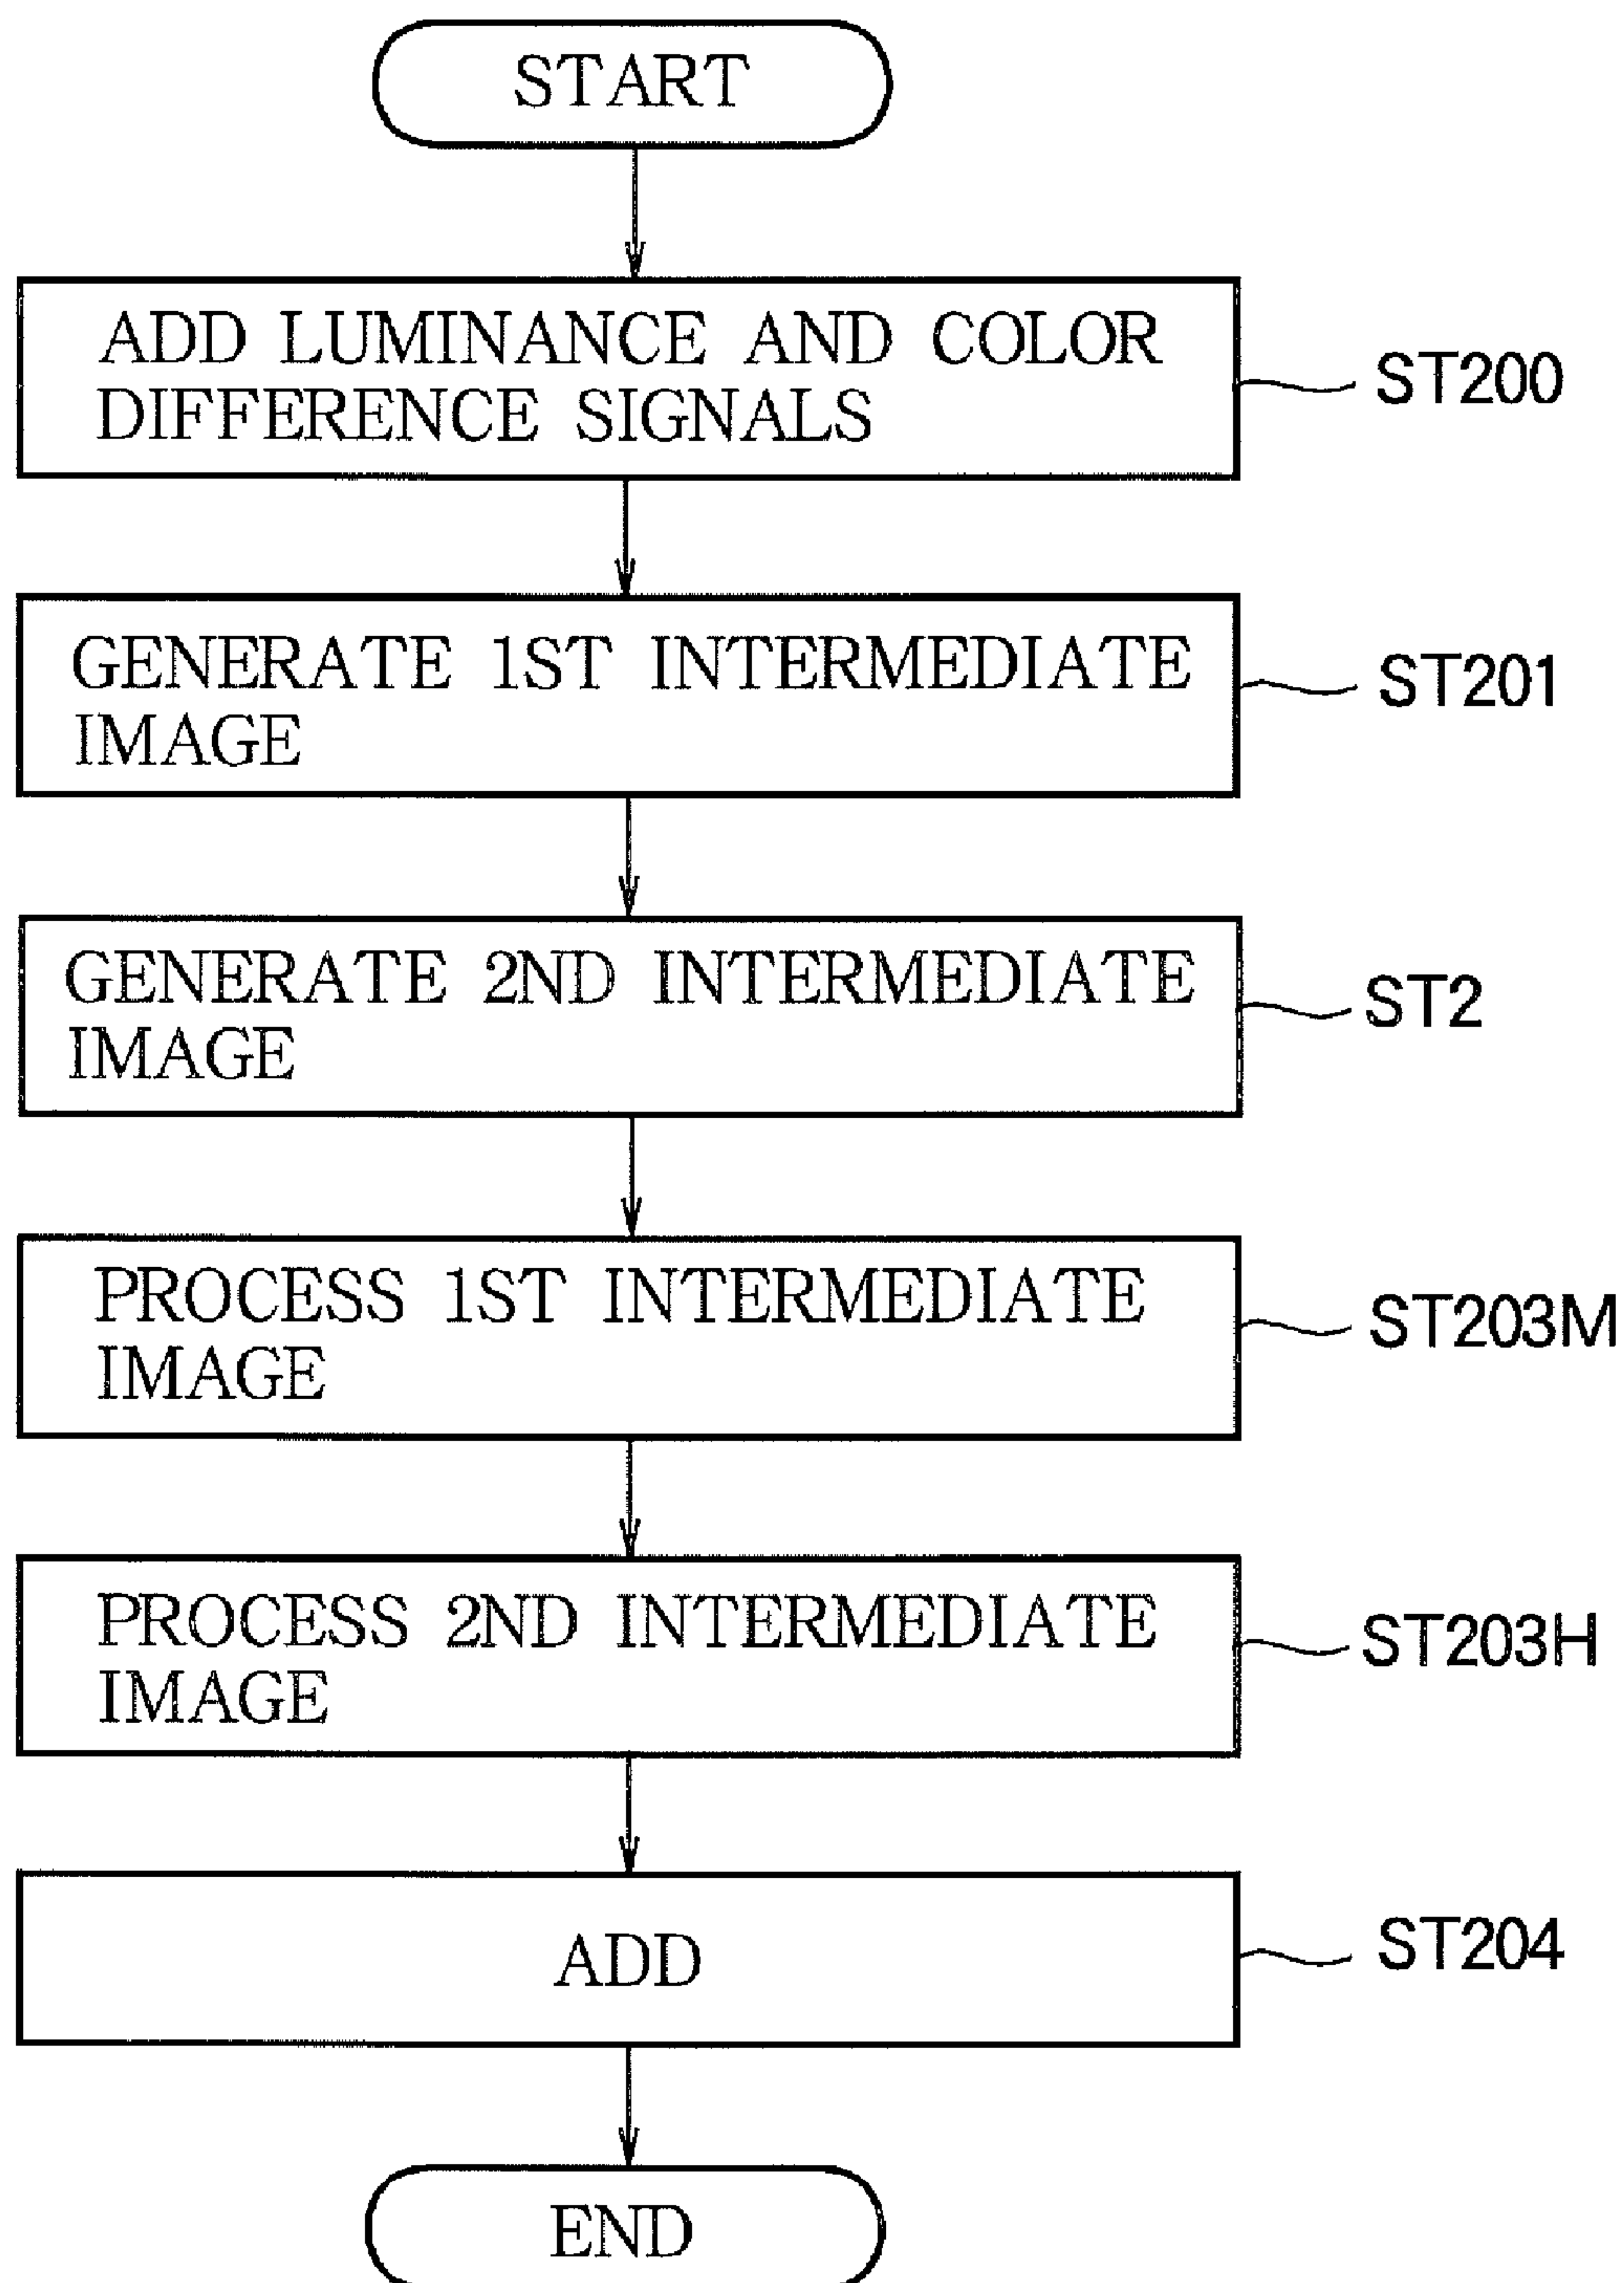 START
ADD LUMINANCE AND COLOR
DIFFERENCE SIGNALS
ST200
GENERATE 1ST INTERMEDIATE
IMAGE
ST201
GENERATE 2ND INTERMEDIATE
IMAGE
ST2
PROCESS 1ST INTERMEDIATE
IMAGE
ST203M
PROCESS 2ND INTERMEDIATE
IMAGE
ST203H
ADD
ST204
END